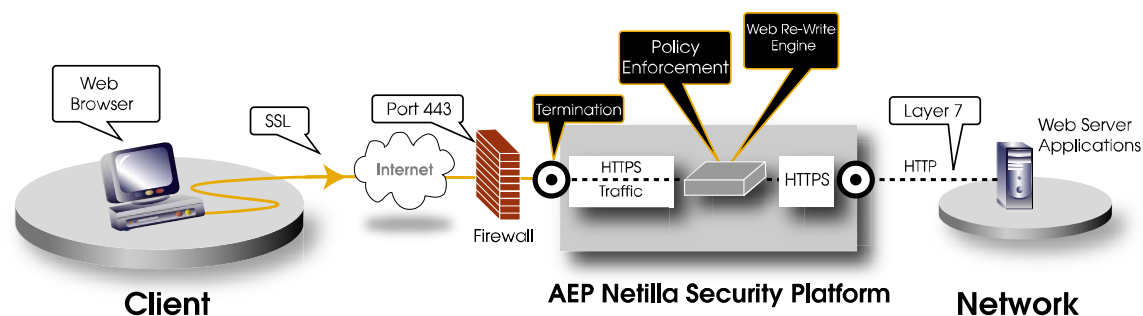 Web
Browser
SSL
Internet
Port 443
Firewall
Termination
Policy
Enforcement
Web Re-Write
Engine
HTTPS
Traffic
HTTPS
Layer 7
HTTP
Web Server
Applications
Client
AEP Netilla Security Platform
Network